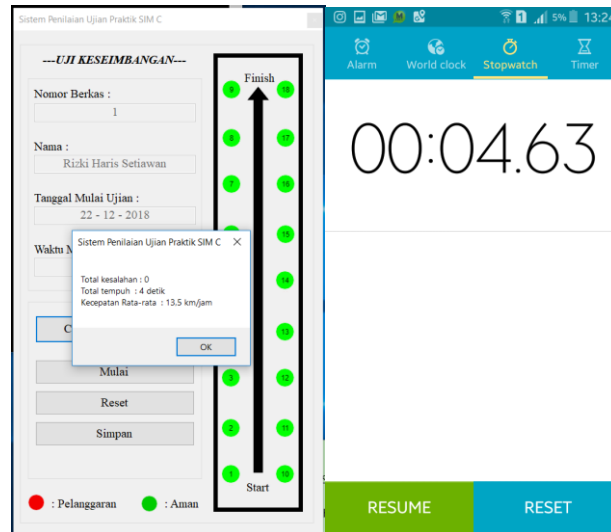 Sistem Penilaian Ujian Praktik SIM C
---UJI KESEIMBANGAN---
Nomor Berkas :
1
Nama :
Rizki Haris Setiawan
Tanggal Mulai Ujian :
22 - 12 - 2018
Waktu
Sistem Penilaian Ujian Praktik SIM C
Total kesalahan : 0
Total tempuh : 4 detik
Kecepatan Rata-rata : 13.5 km/jam
OK
Mulai
Reset
Simpan
: Pelanggaran
: Aman
Finish
9 18
8 17
7 16
15
14
13
3 12
2 11
1 10
Start
5% 13:24
Alarm World clock Stopwatch Timer
00:04.63
RESUME RESET